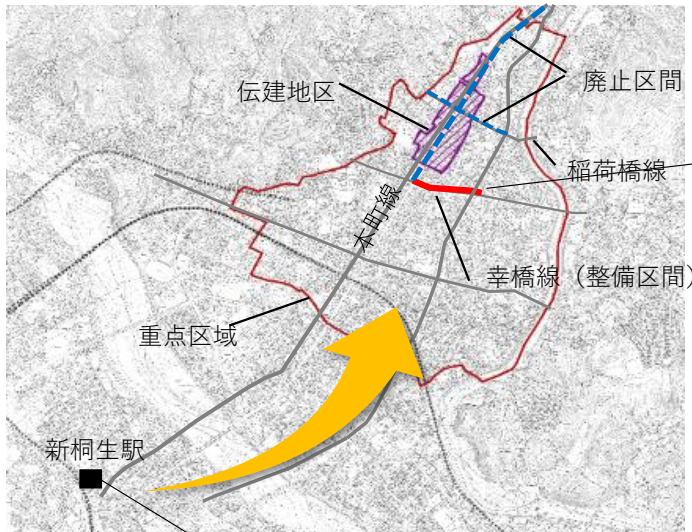 伝建地区
廃止区間
稲荷橋線
本町線
幸橋線（整備区間）
重点区域
新桐生駅